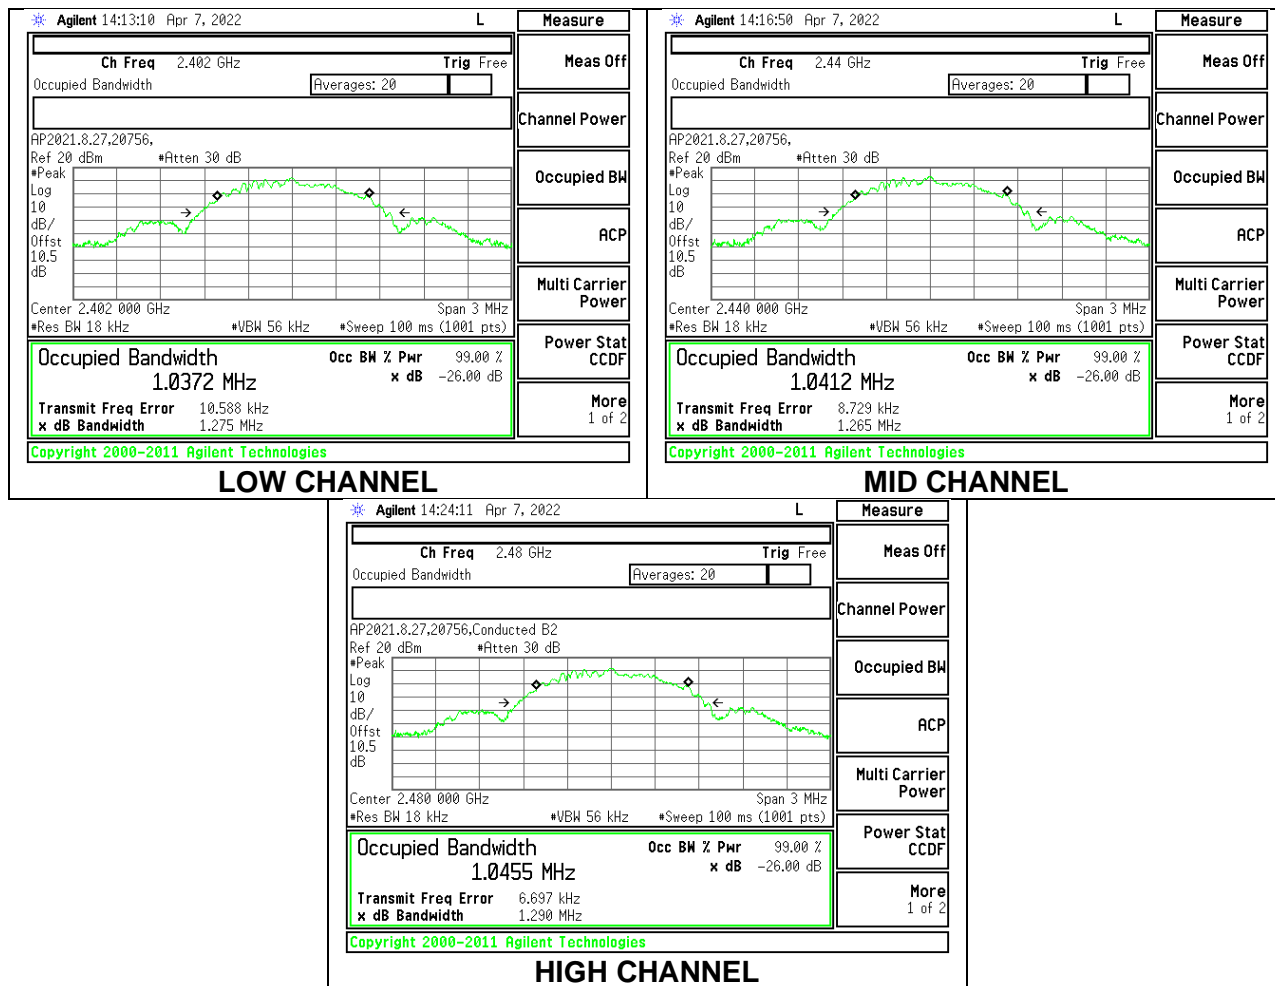 Agilent 14:13:10 Apr 7, 2022 L Measure
Ch Freq 2.402 GHz Trig Free
Occupied Bandwidth Averages: 20
AP2021.8.27,20756,
Ref 20 dBm #Atten 30 dB
#Peak
Log
10
dB/
Offst
10.5
dB
Center 2.402 000 GHz Span 3 MHz
#Res BW 18 kHz #VBW 56 kHz #Sweep 100 ms (1001 pts)
Occupied Bandwidth Occ BW % Pwr 99.00 %
1.0372 MHz x dB -26.00 dB
Transmit Freq Error 10.588 kHz
x dB Bandwidth 1.275 MHz
Copyright 2000-2011 Agilent Technologies
Meas Off
Channel Power
Occupied BW
ACP
Multi Carrier
Power
Power Stat
CCDF
More
1 of 2
LOW CHANNEL
Agilent 14:16:50 Apr 7, 2022 L Measure
Ch Freq 2.44 GHz Trig Free
Occupied Bandwidth Averages: 20
AP2021.8.27,20756,
Ref 20 dBm #Atten 30 dB
#Peak
Log
10
dB/
Offst
10.5
dB
Center 2.440 000 GHz Span 3 MHz
#Res BW 18 kHz #VBW 56 kHz #Sweep 100 ms (1001 pts)
Occupied Bandwidth Occ BW % Pwr 99.00 %
1.0412 MHz x dB -26.00 dB
Transmit Freq Error 8.729 kHz
x dB Bandwidth 1.265 MHz
Copyright 2000-2011 Agilent Technologies
Meas Off
Channel Power
Occupied BW
ACP
Multi Carrier
Power
Power Stat
CCDF
More
1 of 2
MID CHANNEL
Agilent 14:24:11 Apr 7, 2022 L Measure
Ch Freq 2.48 GHz Trig Free
Occupied Bandwidth Averages: 20
AP2021.8.27,20756,Conducted B2
Ref 20 dBm #Atten 30 dB
#Peak
Log
10
dB/
Offst
10.5
dB
Center 2.480 000 GHz Span 3 MHz
#Res BW 18 kHz #VBW 56 kHz #Sweep 100 ms (1001 pts)
Occupied Bandwidth Occ BW % Pwr 99.00 %
1.0455 MHz x dB -26.00 dB
Transmit Freq Error 6.697 kHz
x dB Bandwidth 1.290 MHz
Copyright 2000-2011 Agilent Technologies
Meas Off
Channel Power
Occupied BW
ACP
Multi Carrier
Power
Power Stat
CCDF
More
1 of 2
HIGH CHANNEL